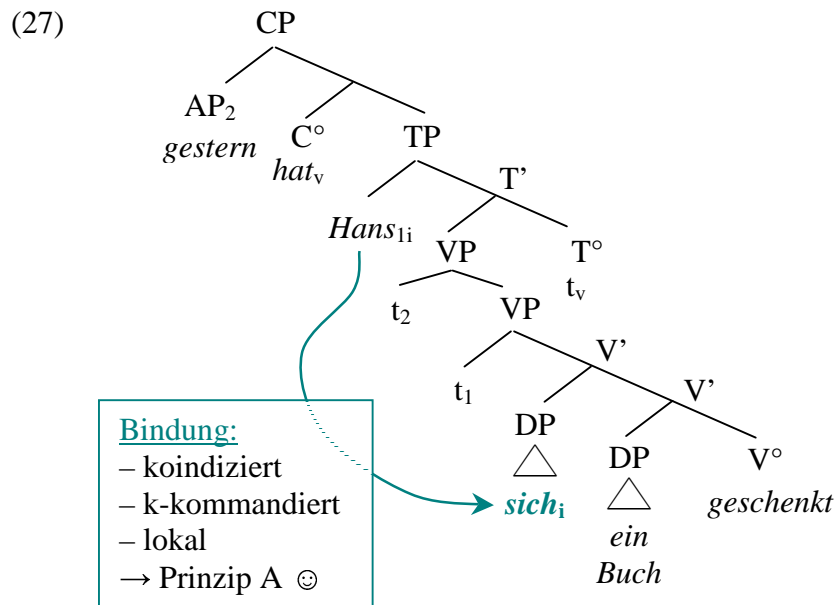 (27)
CP
AP₂
gestern
C°
hatᵥ
TP
Hans₁ᵢ
T’
VP
T°
tᵥ
t₂
VP
t₁
V’
DP
sichᵢ
V’
DP
ein
Buch
V°
geschenkt
Bindung:
– koindiziert
– k-kommandiert
– lokal
→ Prinzip A ☺